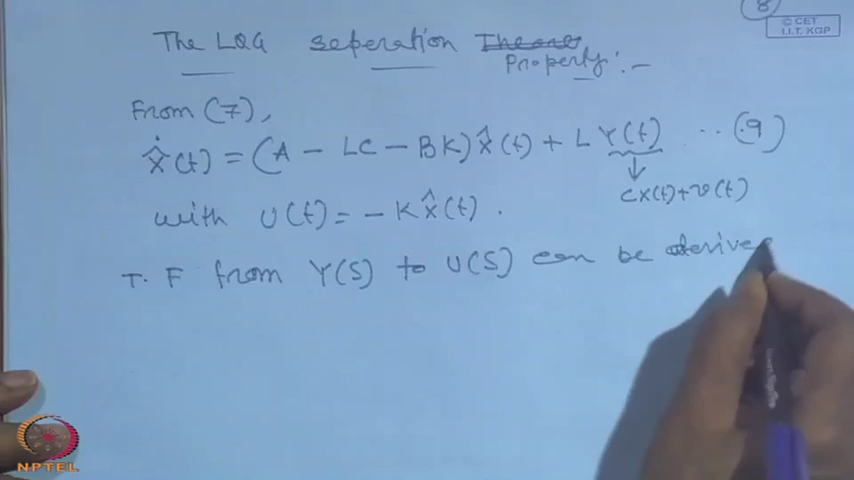 8
© CET
I.I.T. KGP
The LQG seperation Property:-
From (7),
ẋ̂(t) = (A - LC - BK)x̂(t) + L Y(t) ... (9)
CX(t)+v(t)
with U(t) = -Kx̂(t).
T.F from Y(S) to U(S) can be derive
NPTEL